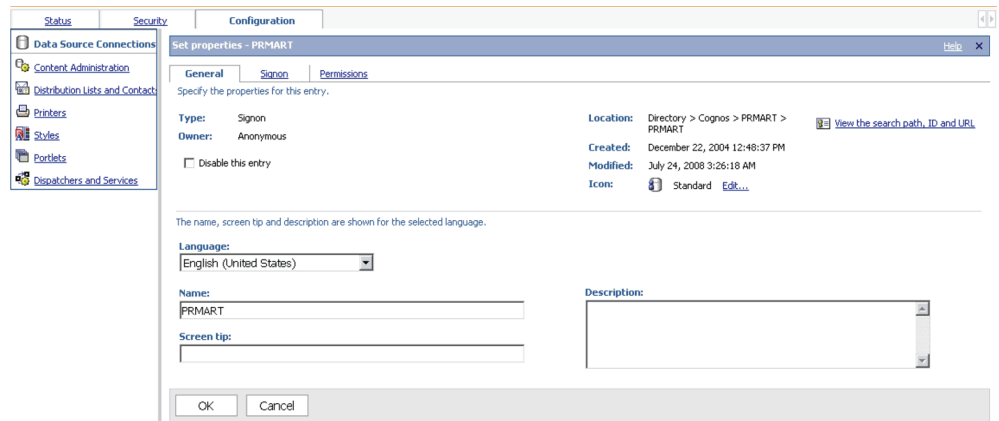 Status
Security
Configuration
Data Source Connections
Content Administration
Distribution Lists and Contacts
Printers
Styles
Portlets
Dispatchers and Services
Set properties - PRMART
Help
General
Signon
Permissions
Specify the properties for this entry.
Type: Signon
Owner: Anonymous
Disable this entry
Location: Directory > Cognos > PRMART >
PRMART
View the search path, ID and URL
Created: December 22, 2004 12:48:37 PM
Modified: July 24, 2008 3:26:18 AM
Icon: Standard Edit...
The name, screen tip and description are shown for the selected language.
Language:
English (United States)
Name:
PRMART
Screen tip:
Description:
OK
Cancel